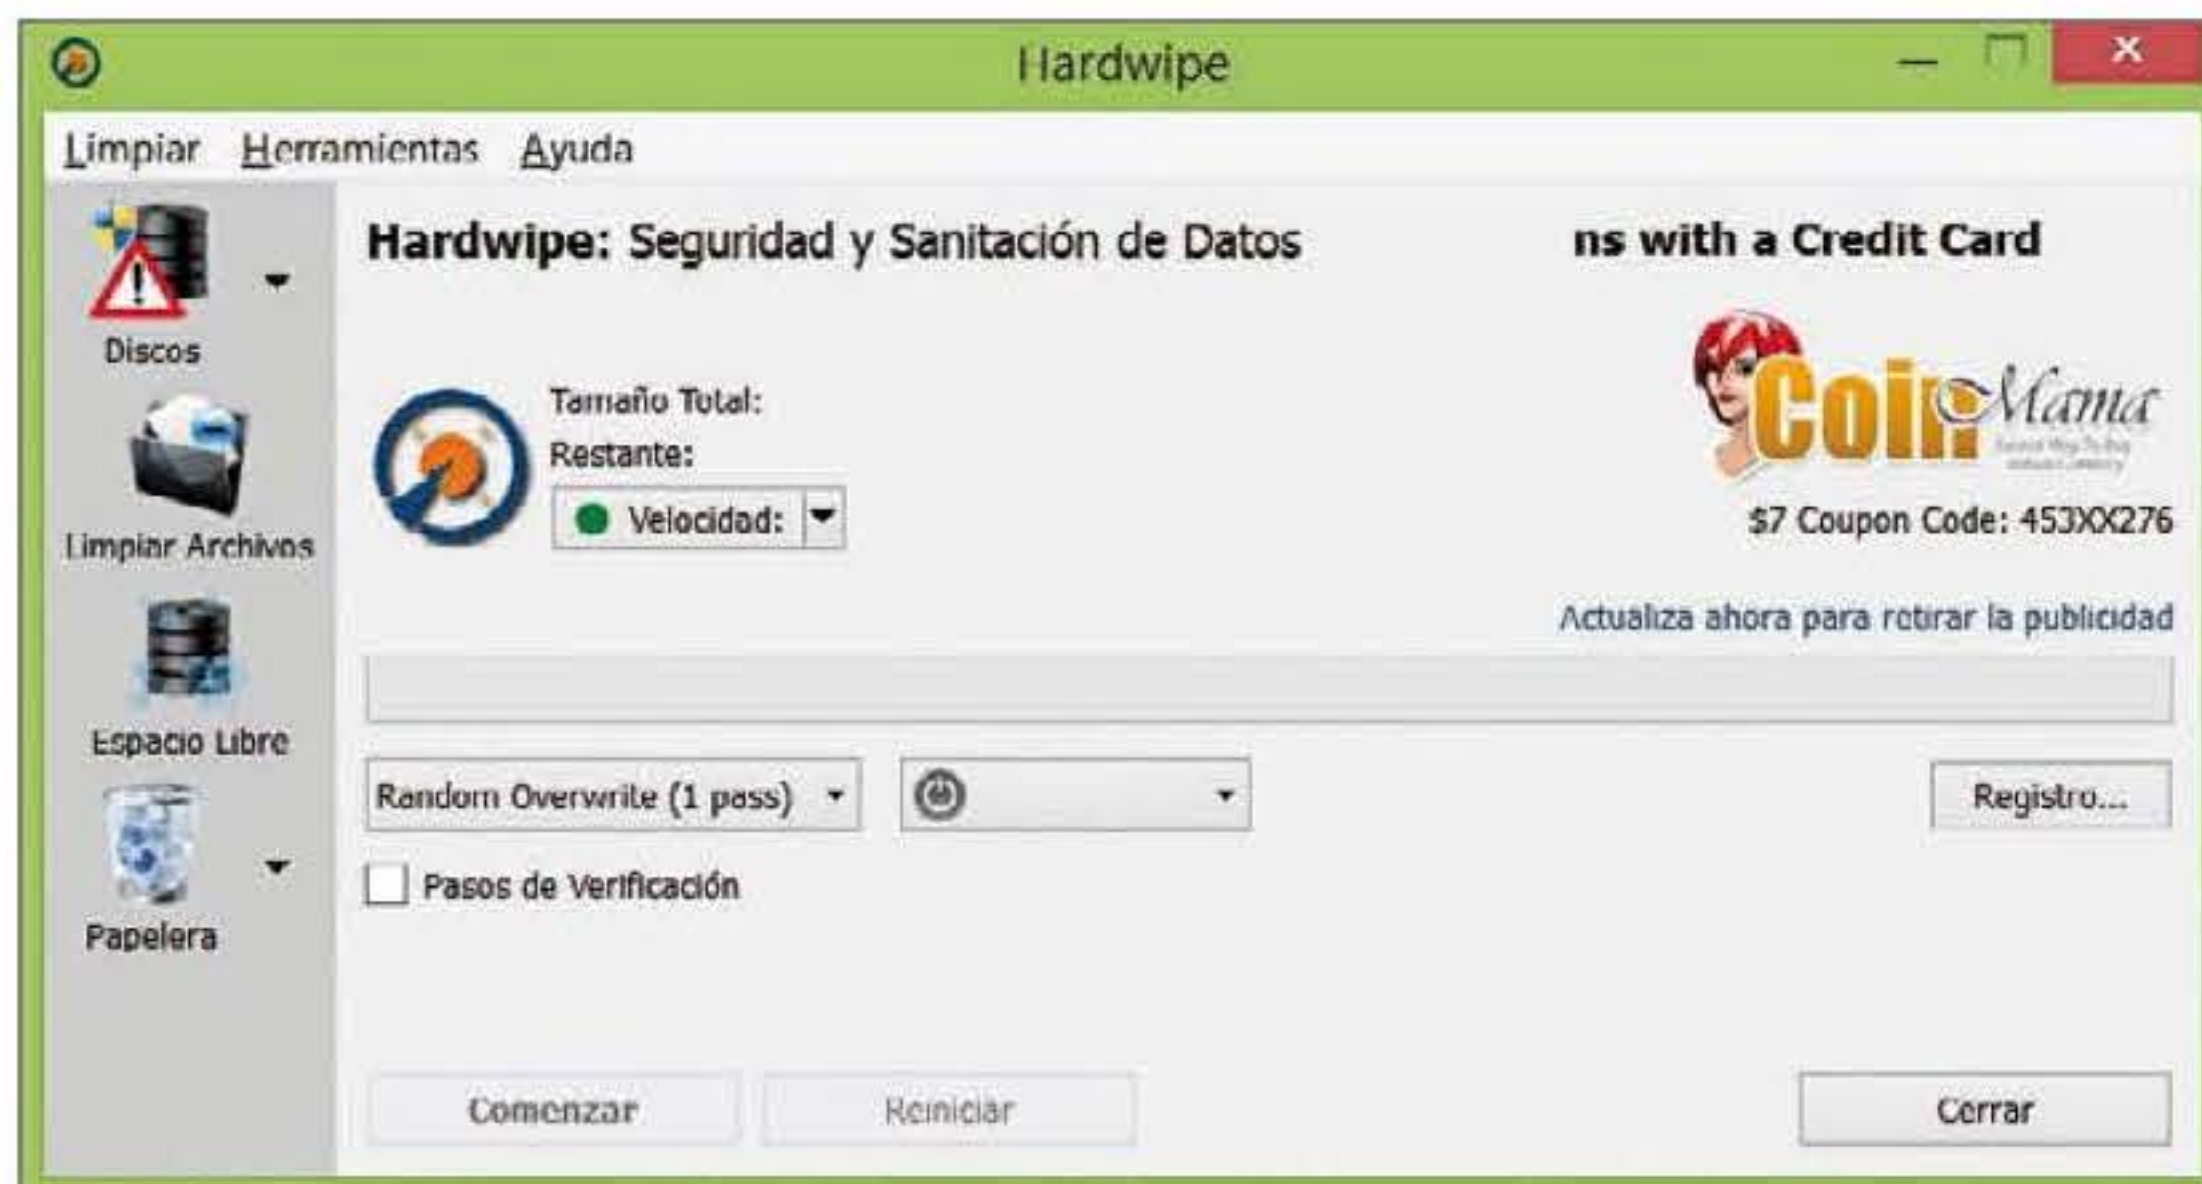 Hardwipe
Limpiar Herramientas Ayuda
Hardwipe: Seguridad y Sanitación de Datos
ns with a Credit Card
Discos
Limpiar Archivos
Espacio Libre
Papelera
Tamaño Total:
Restante:
Velocidad:
Coin Mama
$7 Coupon Code: 453XX276
Actualiza ahora para retirar la publicidad
Random Overwrite (1 pass)
Registro...
Pasos de Verificación
Comenzar Reiniciar Cerrar